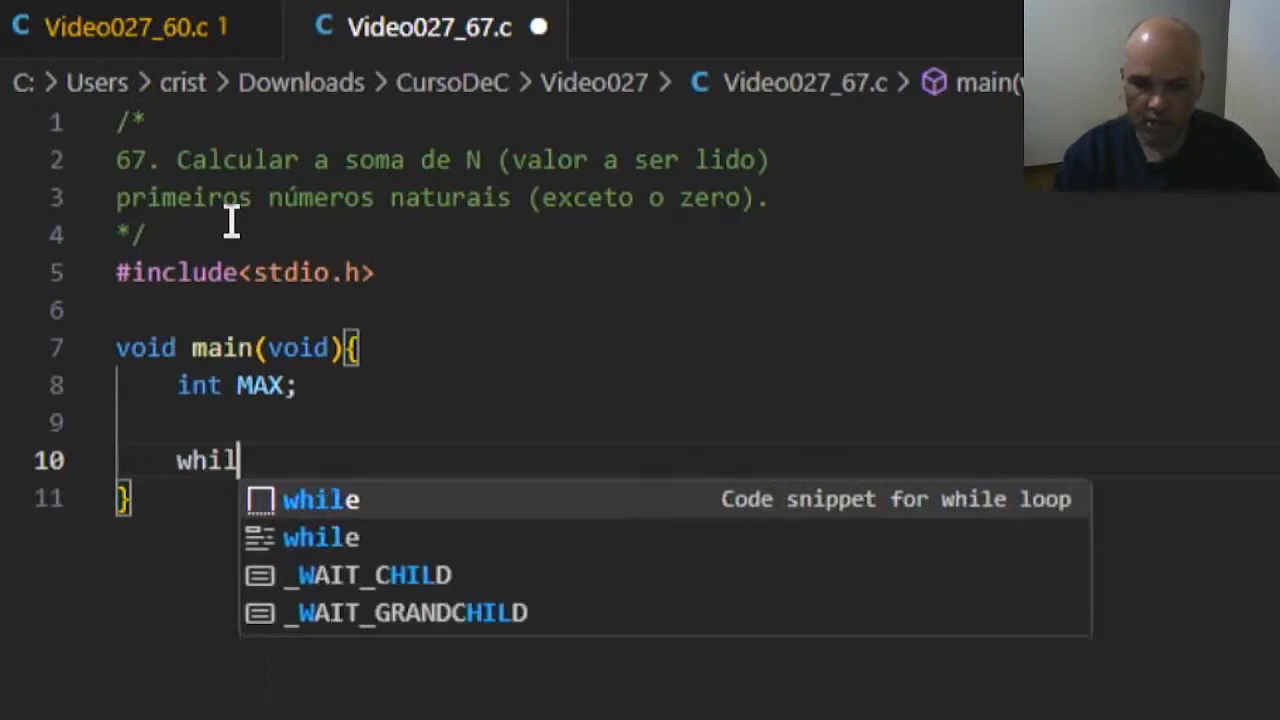 Video027_60.c 1 Video027_67.c
C: > Users > crist > Downloads > CursoDeC > Video027 > C Video027_67.c > main(
1 /*
2 67. Calcular a soma de N (valor a ser lido)
3 primeiros números naturais (exceto o zero).
4 */
5 #include<stdio.h>
6
7 void main(void){
8 int MAX;
9
10 whil
11 }
while Code snippet for while loop
while
_WAIT_CHILD
_WAIT_GRANDCHILD